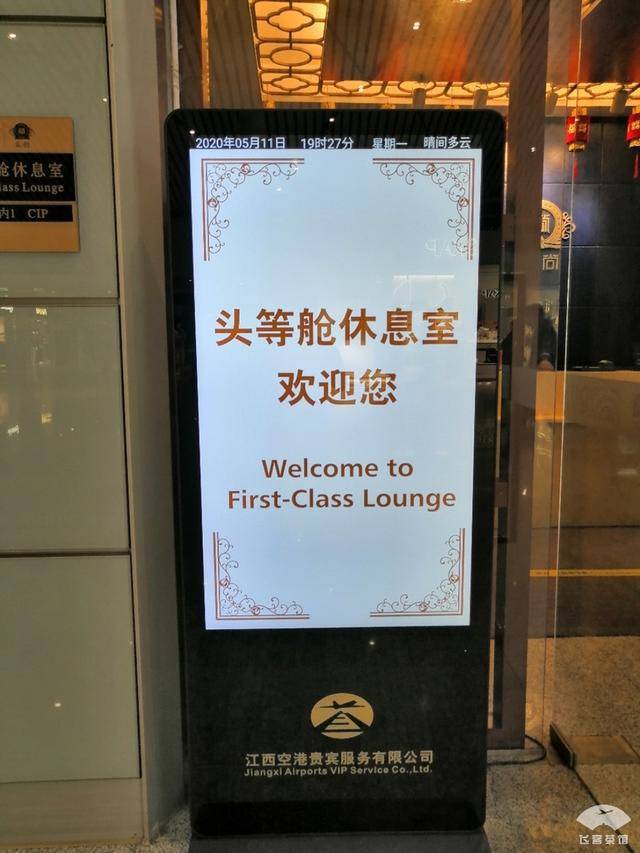 2020年05月11日 19时27分 星期一 晴间多云
舱休息室
lass Lounge
内1 CIP
头等舱休息室
欢迎您
Welcome to
First-Class Lounge
江西空港贵宾服务有限公司
Jiangxi Airports VIP Service Co.,Ltd.
尚
飞客茶馆